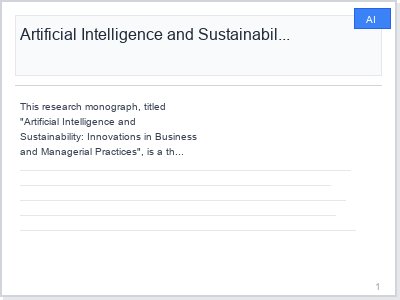 AI
Artificial Intelligence and Sustainabil...
This research monograph, titled
"Artificial Intelligence and
Sustainability: Innovations in Business
and Managerial Practices", is a th...
1